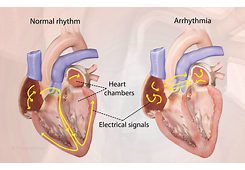 Normal rhythm
Arrhythmia
Heart
chambers
Electrical signals